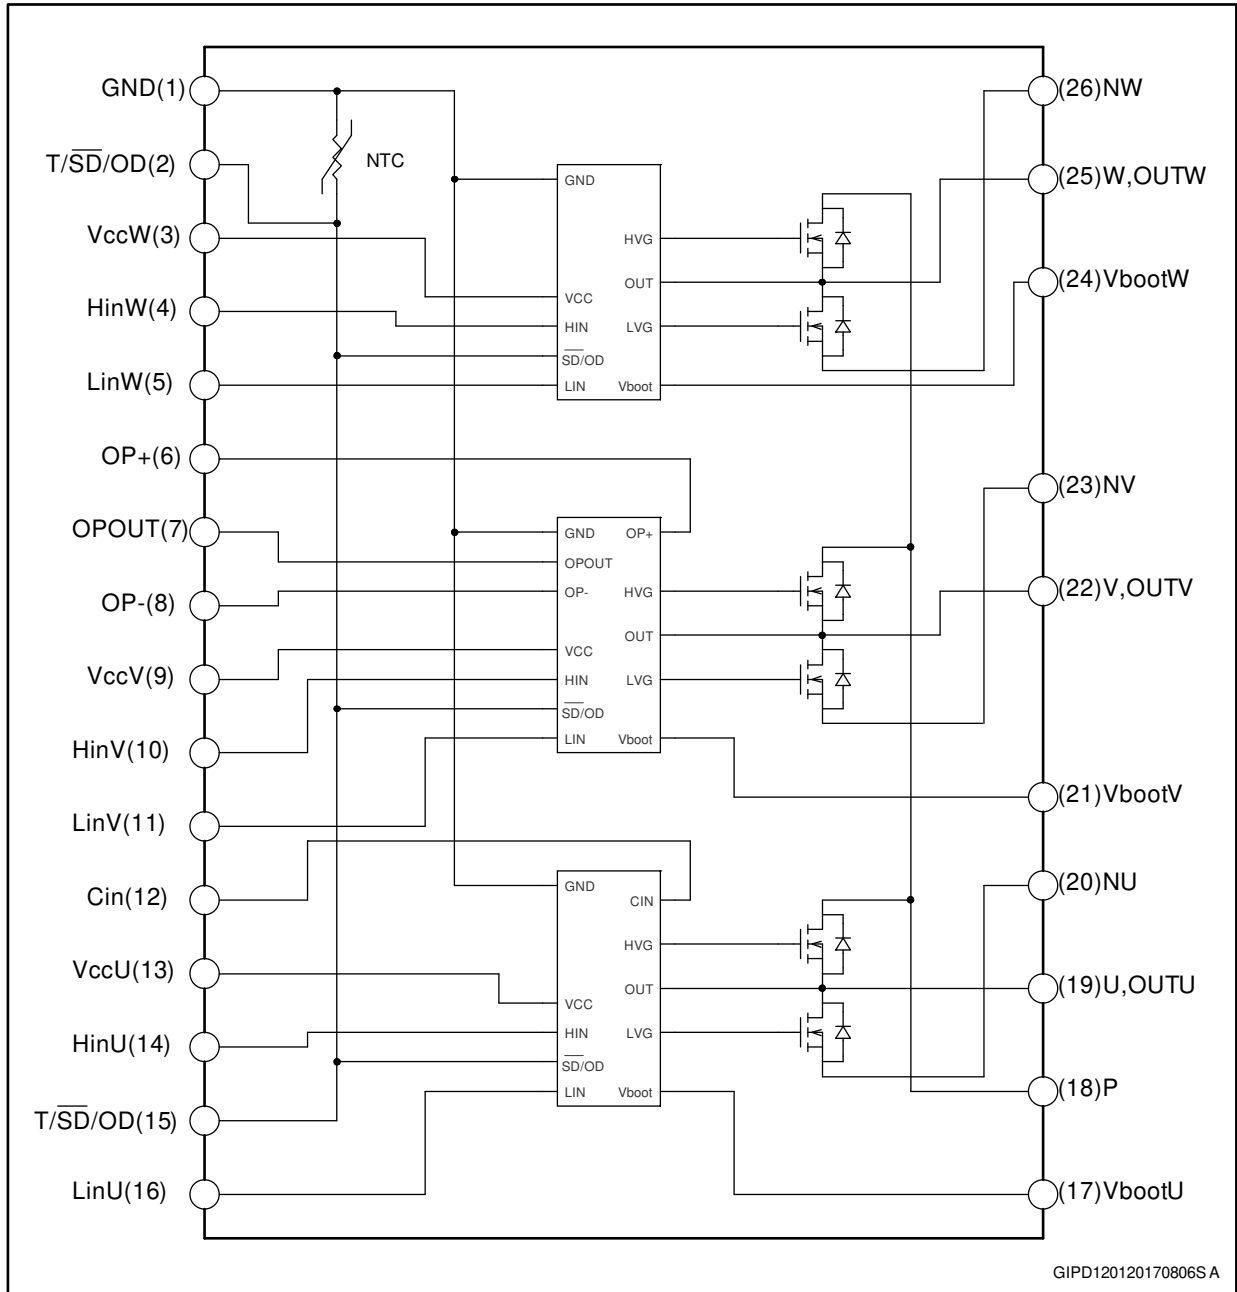 GND(1)
T/SD/OD(2)
VccW(3)
HinW(4)
LinW(5)
OP+(6)
OPOUT(7)
OP-(8)
VccV(9)
HinV(10)
LinV(11)
Cin(12)
VccU(13)
HinU(14)
T/SD/OD(15)
LinU(16)
NTC
GND
HVG
OUT
VCC
HIN
LVG
SD/OD
LIN
Vboot
GND
OP+
OPOUT
OP-
HVG
OUT
VCC
HIN
LVG
SD/OD
LIN
Vboot
GND
CIN
HVG
OUT
VCC
HIN
LVG
SD/OD
LIN
Vboot
(26)NW
(25)W,OUTW
(24)VbootW
(23)NV
(22)V,OUTV
(21)VbootV
(20)NU
(19)U,OUTU
(18)P
(17)VbootU
GIPD120120170806SA